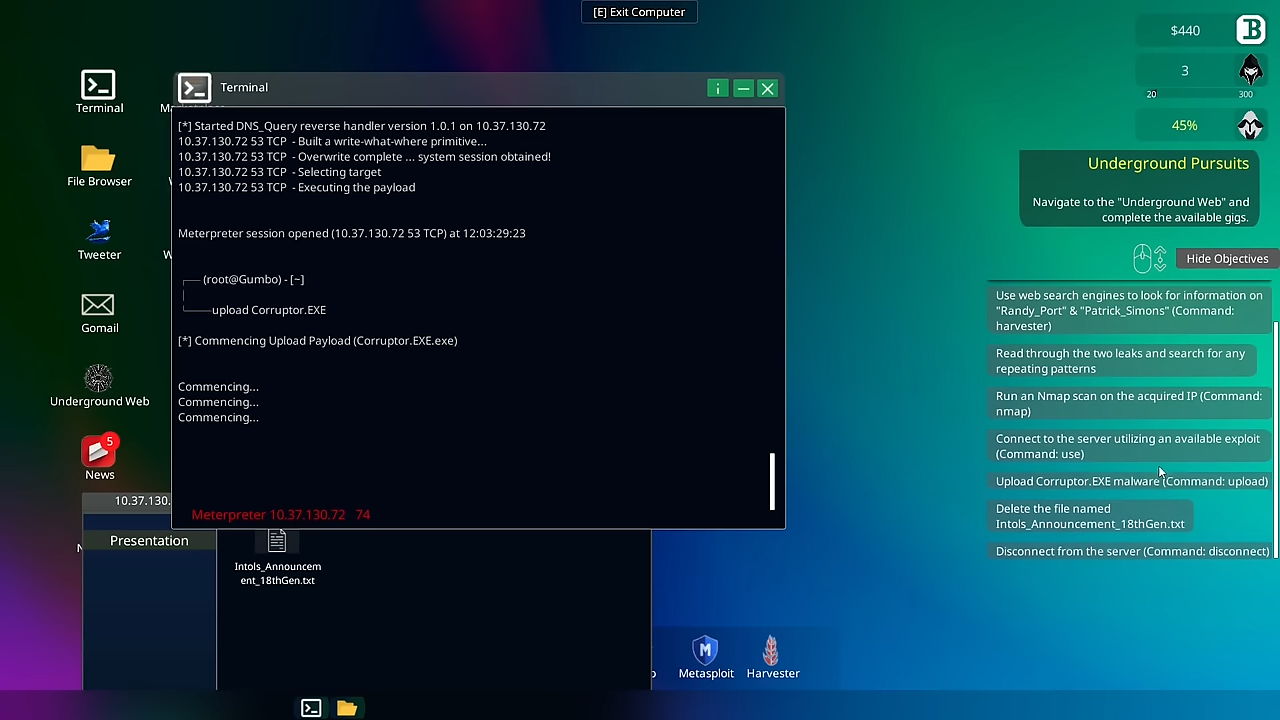 [E] Exit Computer
$440
B
3
20
300
45%
Underground Pursuits
Navigate to the "Underground Web" and
complete the available gigs.
Hide Objectives
Use web search engines to look for information on
"Randy_Port" & "Patrick_Simons" (Command:
harvester)
Read through the two leaks and search for any
repeating patterns
Run an Nmap scan on the acquired IP (Command:
nmap)
Connect to the server utilizing an available exploit
(Command: use)
Upload Corruptor.EXE malware (Command: upload)
Delete the file named
Intols_Announcement_18thGen.txt
Disconnect from the server (Command: disconnect)
Terminal
File Browser
Tweeter
Gomail
Underground Web
5
News
Terminal
[*] Started DNS_Query reverse handler version 1.0.1 on 10.37.130.72
10.37.130.72 53 TCP - Built a write-what-where primitive...
10.37.130.72 53 TCP - Overwrite complete ... system session obtained!
10.37.130.72 53 TCP - Selecting target
10.37.130.72 53 TCP - Executing the payload
Meterpreter session opened (10.37.130.72 53 TCP) at 12:03:29:23
(root@Gumbo) - [~]
upload Corruptor.EXE
[*] Commencing Upload Payload (Corruptor.EXE.exe)
Commencing...
Commencing...
Commencing...
Meterpreter 10.37.130.72 74
10.37.130.
Presentation
Intols_Announcem
ent_18thGen.txt
M
Metasploit
Harvester